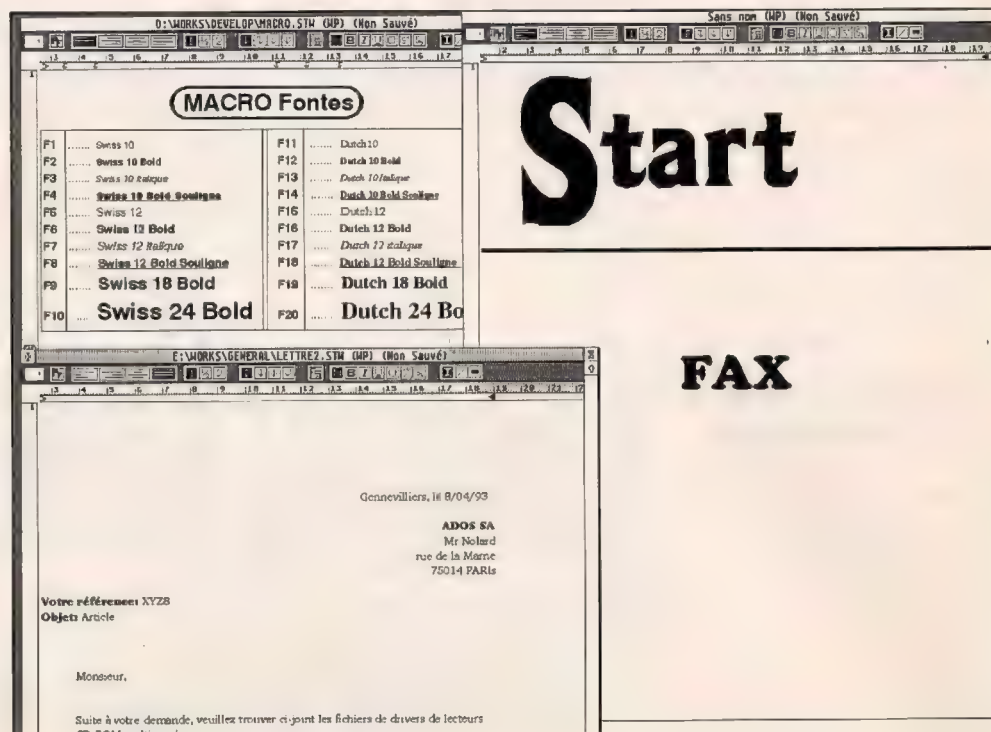 D:\WORKS\DEVELOP\MACRO.STW (WP) (Non Sauvé)
MACRO Fontes
F1 ...... Swiss 10
F2 ...... Swiss 10 Bold
F3 ...... Swiss 10 italique
F4 ...... Swiss 10 Bold Souligne
F5 ...... Swiss 12
F6 ...... Swiss 12 Bold
F7 ...... Swiss 12 italique
F8 ...... Swiss 12 Bold Souligne
F9 ...... Swiss 18 Bold
F10 .... Swiss 24 Bold
F11 ...... Dutch10
F12 ...... Dutch 10 Bold
F13 ...... Dutch 10 italique
F14 ...... Dutch 10 Bold Souligne
F15 ...... Dutch 12
F16 ...... Dutch 12 Bold
F17 ...... Dutch 12 italique
F18 ...... Dutch 12 Bold Souligne
F19 ...... Dutch 18 Bold
F20 ...... Dutch 24 Bo
Sans nom (WP) (Non Sauvé)
Start
FAX
E:\WORKS\GENERAL\LETTRE2.STW (WP) (Non Sauvé)
Gennevilliers, le 8/04/93
ADOS SA
Mr Nolard
rue de la Marne
75014 PARIs
Votre référence: XYZ8
Objet: Article
Monsieur,
Suite à votre demande, veuillez trouver ci-joint les fichiers de drivers de lecteurs